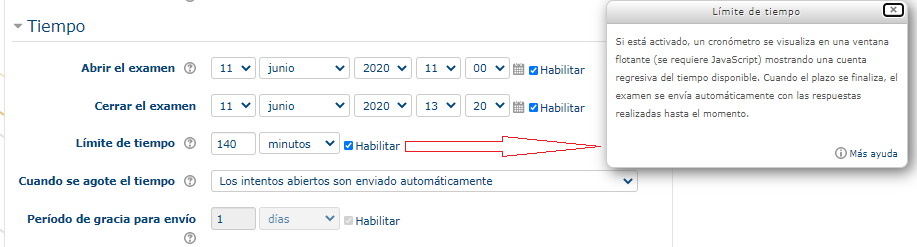 Tiempo
Abrir el examen 11 junio 2020 11 00 Habilitar
Cerrar el examen 11 junio 2020 13 20 Habilitar
Límite de tiempo 140 minutos Habilitar
Cuando se agote el tiempo Los intentos abiertos son enviado automáticamente
Período de gracia para envío 1 días Habilitar
Límite de tiempo
Si está activado, un cronómetro se visualiza en una ventana
flotante (se requiere JavaScript) mostrando una cuenta
regresiva del tiempo disponible. Cuando el plazo se finaliza, el
examen se envía automáticamente con las respuestas
realizadas hasta el momento.
Más ayuda